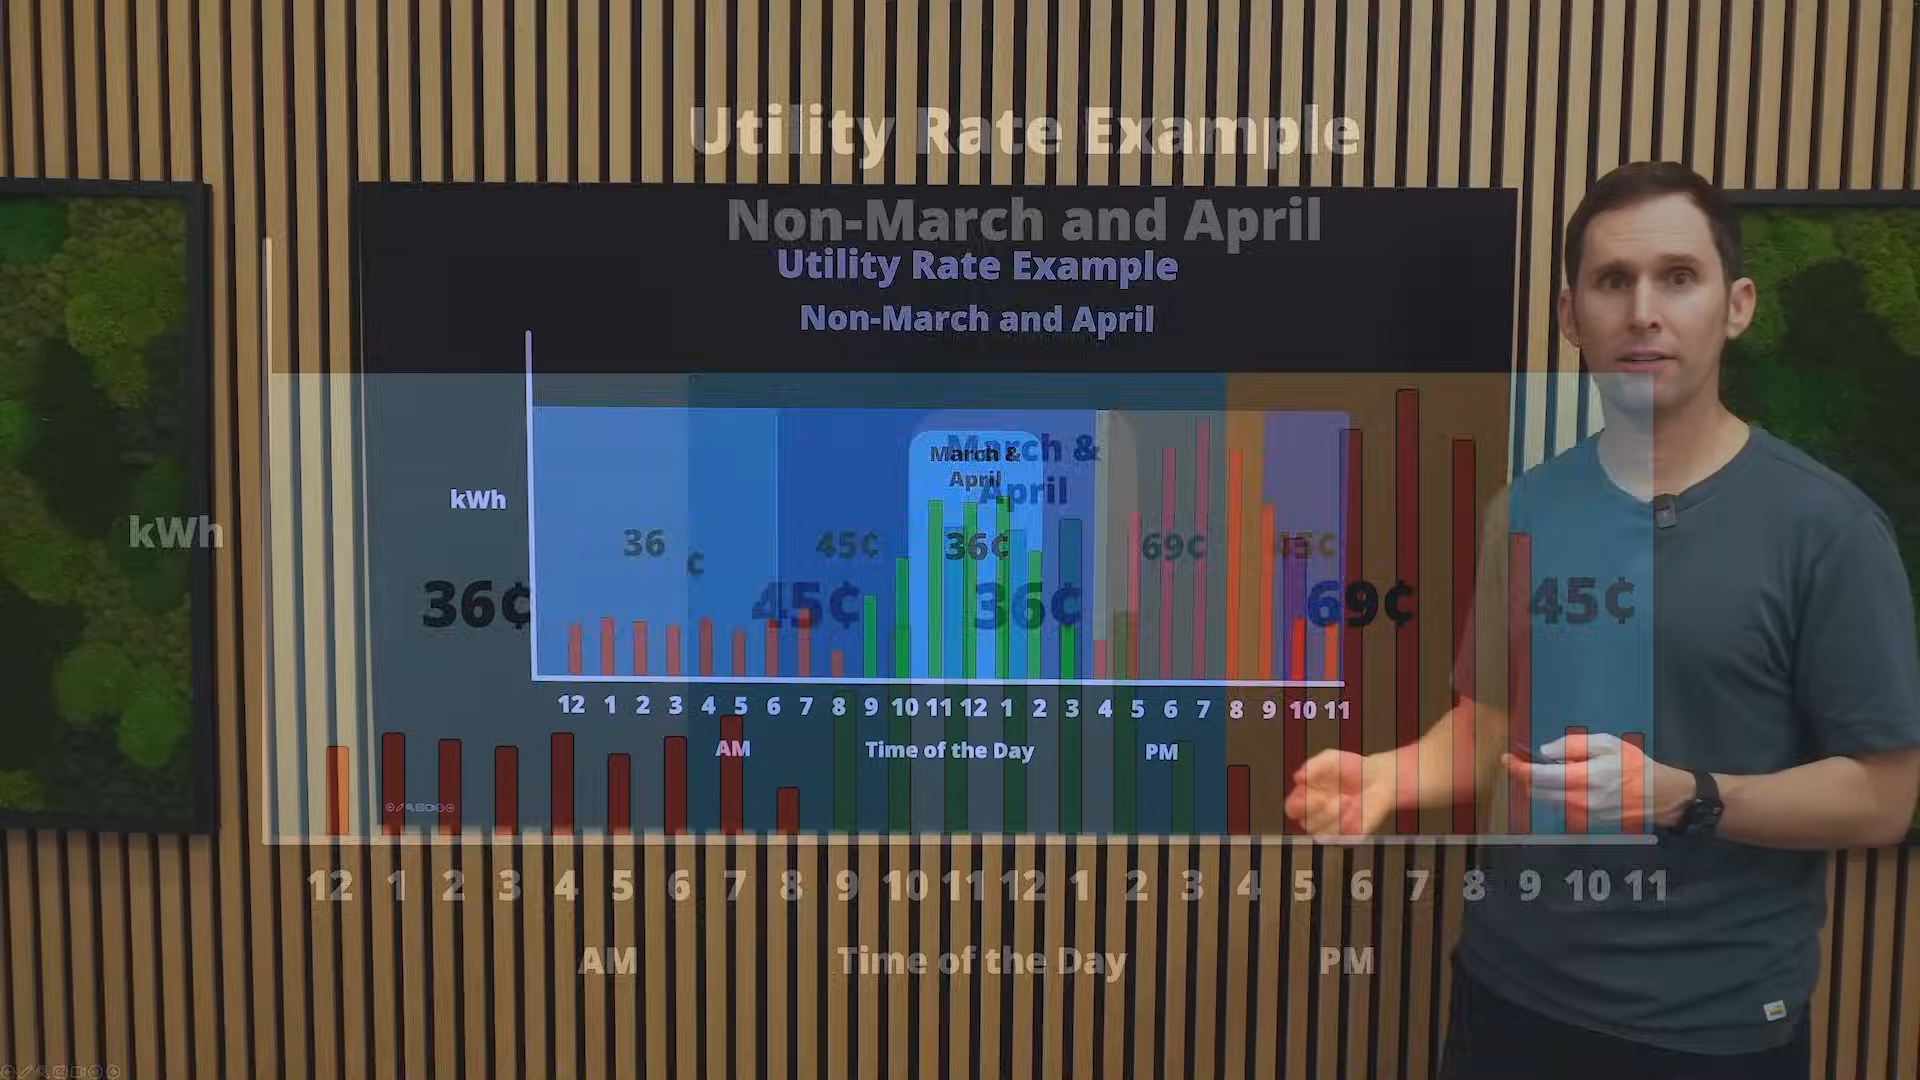 Utility Rate Example
Non-March and April
Utility Rate Example
Non-March and April
March &
April
March &
April
kWh
kWh
36 ¢ 45¢ 36¢ 69¢ 45¢
36¢ 45¢ 36¢ 69¢ 45¢
12 1 2 3 4 5 6 7 8 9 10 11 12 1 2 3 4 5 6 7 8 9 10 11
AM Time of the Day PM
12 1 2 3 4 5 6 7 8 9 10 11 12 1 2 3 4 5 6 7 8 9 10 11
AM Time of the Day PM